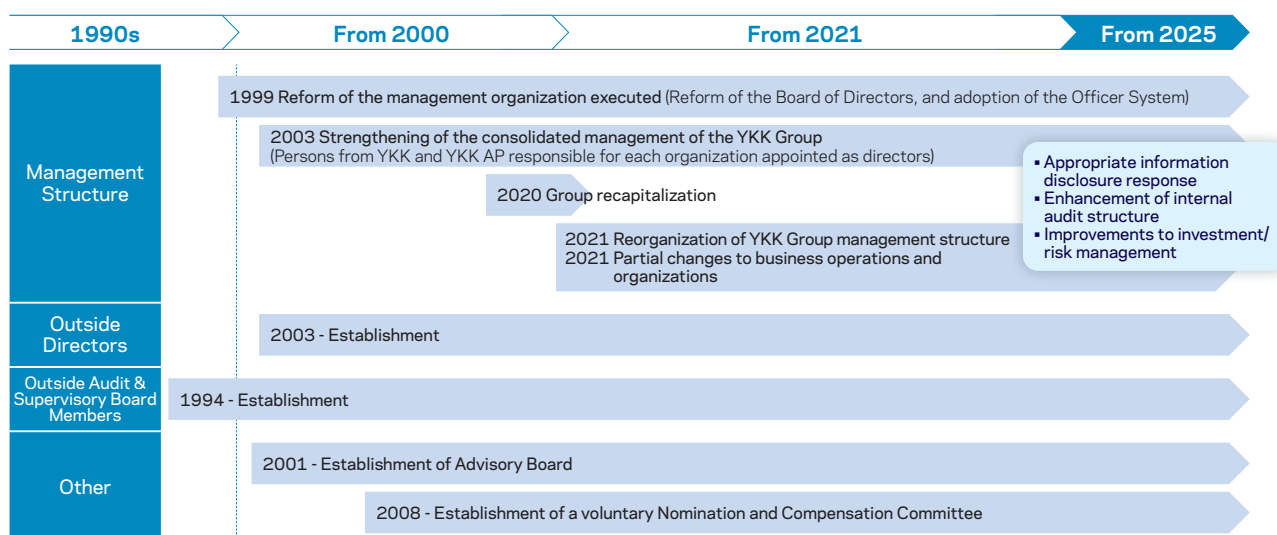 1990s
From 2000
From 2021
From 2025
Management
Structure
1999 Reform of the management organization executed (Reform of the Board of Directors, and adoption of the Officer System)
2003 Strengthening of the consolidated management of the YKK Group
(Persons from YKK and YKK AP responsible for each organization appointed as directors)
2020 Group recapitalization
2021 Reorganization of YKK Group management structure
2021 Partial changes to business operations and
organizations
▪ Appropriate information
disclosure response
▪ Enhancement of internal
audit structure
▪ Improvements to investment/
risk management
Outside
Directors
2003 - Establishment
Outside Audit &
Supervisory Board
Members
1994 - Establishment
Other
2001 - Establishment of Advisory Board
2008 - Establishment of a voluntary Nomination and Compensation Committee